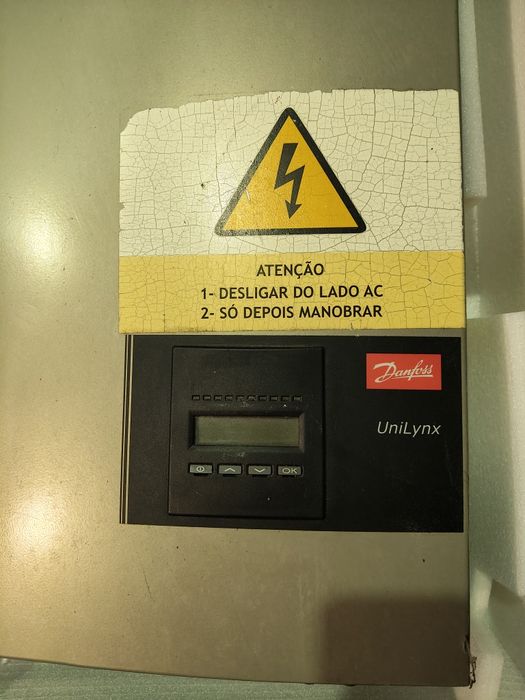 ATENÇÃO
1- DESLIGAR DO LADO AC
2- SÓ DEPOIS MANOBRAR
Danfoss
UniLynx
OK